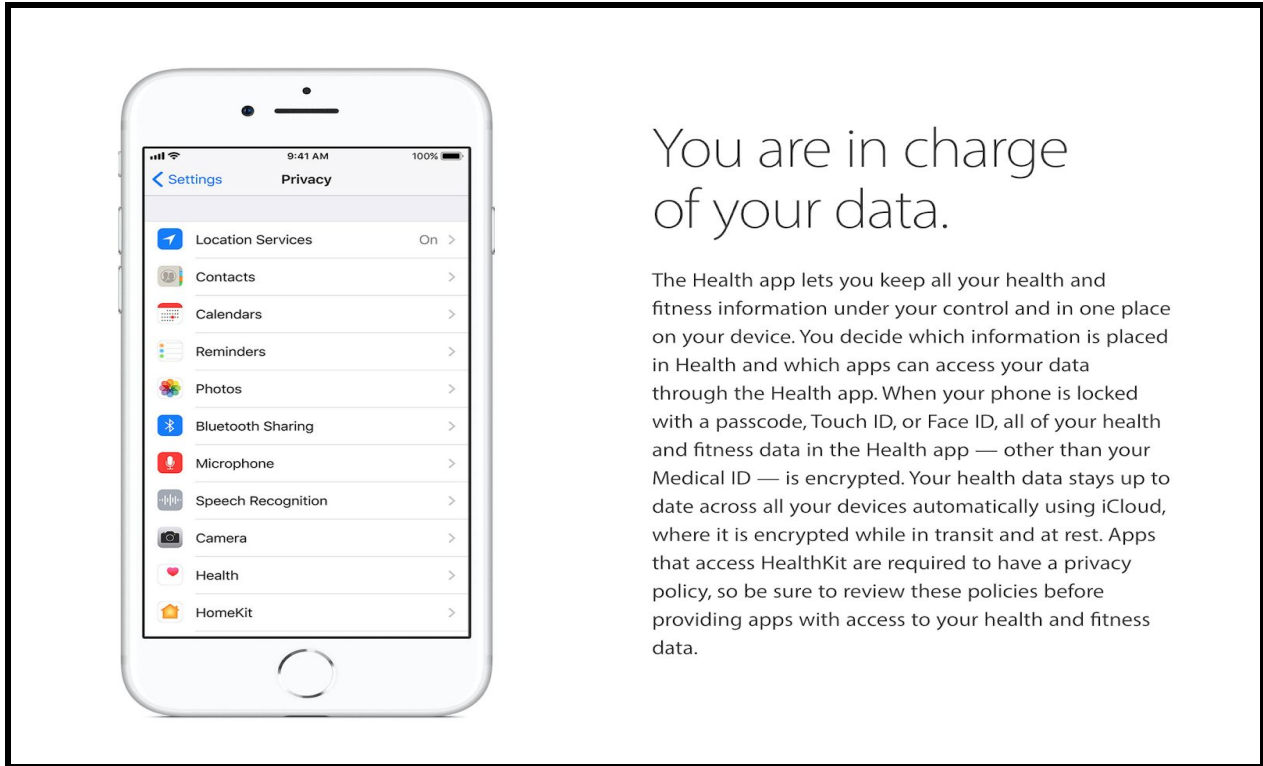 9:41 AM
100%
Settings
Privacy
Location Services
On
Contacts
Calendars
Reminders
Photos
Bluetooth Sharing
Microphone
Speech Recognition
Camera
Health
HomeKit
You are in charge
of your data.
The Health app lets you keep all your health and
fitness information under your control and in one place
on your device. You decide which information is placed
in Health and which apps can access your data
through the Health app. When your phone is locked
with a passcode, Touch ID, or Face ID, all of your health
and fitness data in the Health app — other than your
Medical ID — is encrypted. Your health data stays up to
date across all your devices automatically using iCloud,
where it is encrypted while in transit and at rest. Apps
that access HealthKit are required to have a privacy
policy, so be sure to review these policies before
providing apps with access to your health and fitness
data.